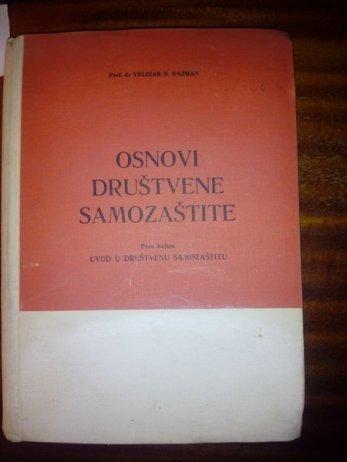 Prof. dr VELIZAR N. NAJMAN
OSNOVI
DRUŠTVENE
SAMOZAŠTITE
Prva knjiga
UVOD U DRUŠTVENU SAMOZAŠTITU